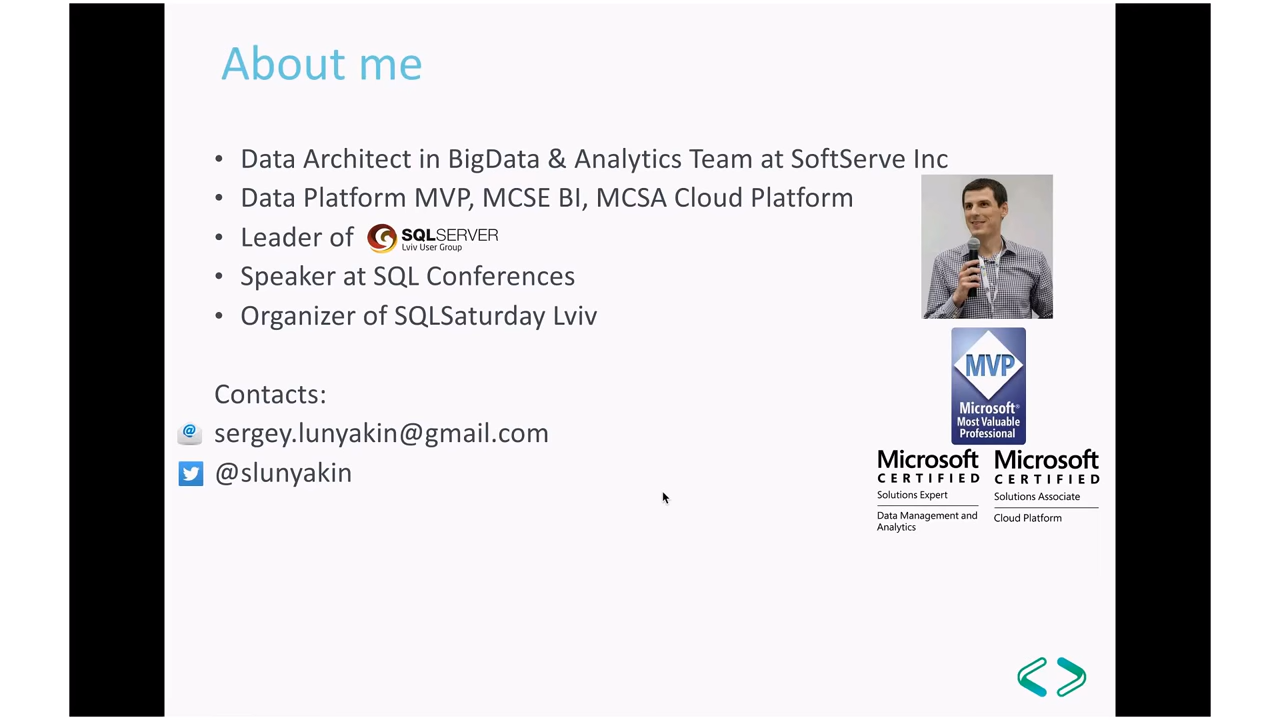 About me
• Data Architect in BigData & Analytics Team at SoftServe Inc
• Data Platform MVP, MCSE BI, MCSA Cloud Platform
• Leader of SQLSERVER
Lviv User Group
• Speaker at SQL Conferences
• Organizer of SQLSaturday Lviv
Contacts:
@ sergey.lunyakin@gmail.com
@slunyakin
MVP
Microsoft®
Most Valuable
Professional
Microsoft
CERTIFIED
Solutions Expert
Data Management and
Analytics
Microsoft
CERTIFIED
Solutions Associate
Cloud Platform